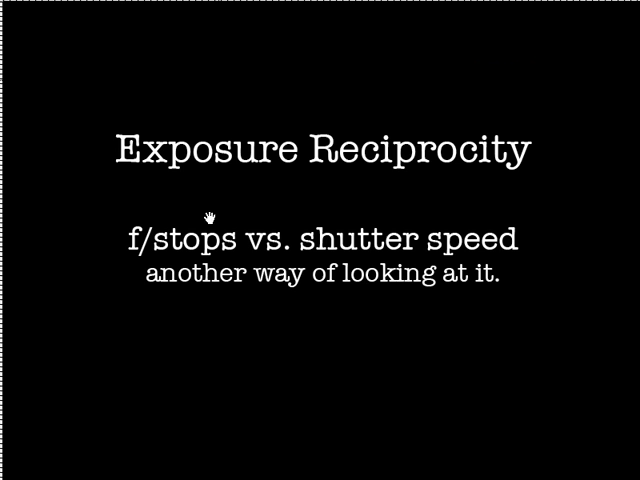 Exposure Reciprocity
f/stops vs. shutter speed
another way of looking at it.